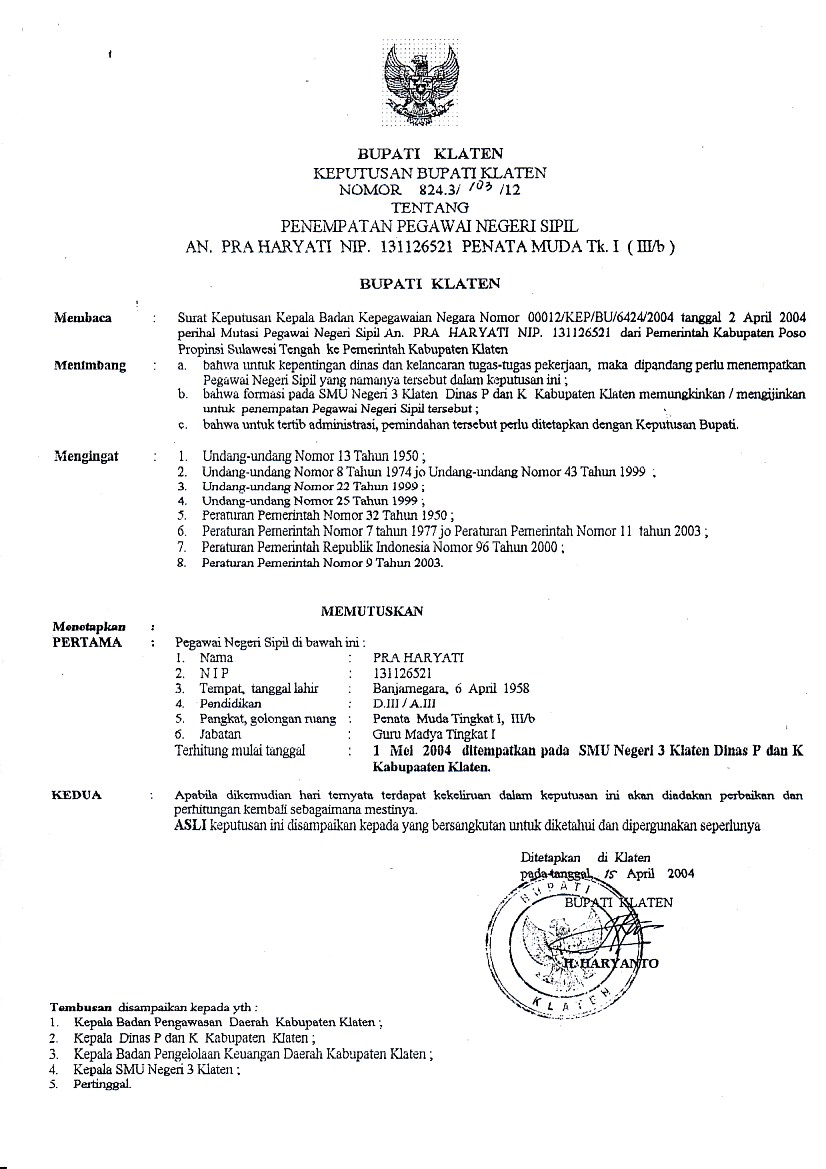 BUPATI KLATEN
KEPUTUSAN BUPATI KLATEN
NOMOR 824.3/ 103 /12
TENTANG
PENEMPATAN PEGAWAI NEGERI SIPIL
AN. PRA HARYATI NIP. 131126521 PENATA MUDA Tk. I ( III/b )
BUPATI KLATEN
Membaca : Surat Keputusan Kepala Badan Kepegawaian Negara Nomor 00012/KEP/BU/6424/2004 tanggal 2 April 2004
perihal Mutasi Pegawai Negeri Sipil An. PRA HARYATI NIP. 131126521 dari Pemerintah Kabupaten Poso
Propinsi Sulawesi Tengah ke Pemerintah Kabupaten Klaten
Menimbang : a. bahwa untuk kepentingan dinas dan kelancaran tugas-tugas pekerjaan, maka dipandang perlu menempatkan
Pegawai Negeri Sipil yang namanya tersebut dalam keputusan ini ;
b. bahwa formasi pada SMU Negeri 3 Klaten Dinas P dan K Kabupaten Klaten memungkinkan / mengijinkan
untuk penempatan Pegawai Negeri Sipil tersebut ;
c. bahwa untuk tertib administrasi, pemindahan tersebut perlu ditetapkan dengan Keputusan Bupati.
Mengingat : 1. Undang-undang Nomor 13 Tahun 1950 ;
2. Undang-undang Nomor 8 Tahun 1974 jo Undang-undang Nomor 43 Tahun 1999 ;
3. Undang-undang Nomor 22 Tahun 1999 ;
4. Undang-undang Nomor 25 Tahun 1999 ;
5. Peraturan Pemerintah Nomor 32 Tahun 1950 ;
6. Peraturan Pemerintah Nomor 7 tahun 1977 jo Peraturan Pemerintah Nomor 11 tahun 2003 ;
7. Peraturan Pemerintah Republik Indonesia Nomor 96 Tahun 2000 ;
8. Peraturan Pemerintah Nomor 9 Tahun 2003.
MEMUTUSKAN
Menetapkan :
PERTAMA : Pegawai Negeri Sipil di bawah ini :
1. Nama : PRA HARYATI
2. N I P : 131126521
3. Tempat, tanggal lahir : Banjarnegara, 6 April 1958
4. Pendidikan : D.III / A.III
5. Pangkat, golongan ruang : Penata Muda Tingkat I, III/b
6. Jabatan : Guru Madya Tingkat I
Terhitung mulai tanggal : 1 Mei 2004 ditempatkan pada SMU Negeri 3 Klaten Dinas P dan K
Kabupaaten Klaten.
KEDUA : Apabila dikemudian hari ternyata terdapat kekeliruan dalam keputusan ini akan diadakan perbaikan dan
perhitungan kembali sebagaimana mestinya.
ASLI keputusan ini disampaikan kepada yang bersangkutan untuk diketahui dan dipergunakan seperlunya
Ditetapkan di Klaten
pada tanggal, 15 April 2004
BUPATI KLATEN
H. HARYANTO
BUPATI
KLATEN
Tembusan disampaikan kepada yth :
1. Kepala Badan Pengawasan Daerah Kabupaten Klaten ;
2. Kepala Dinas P dan K Kabupaten Klaten ;
3. Kepala Badan Pengelolaan Keuangan Daerah Kabupaten Klaten ;
4. Kepala SMU Negeri 3 Klaten ;
5. Pertinggal.